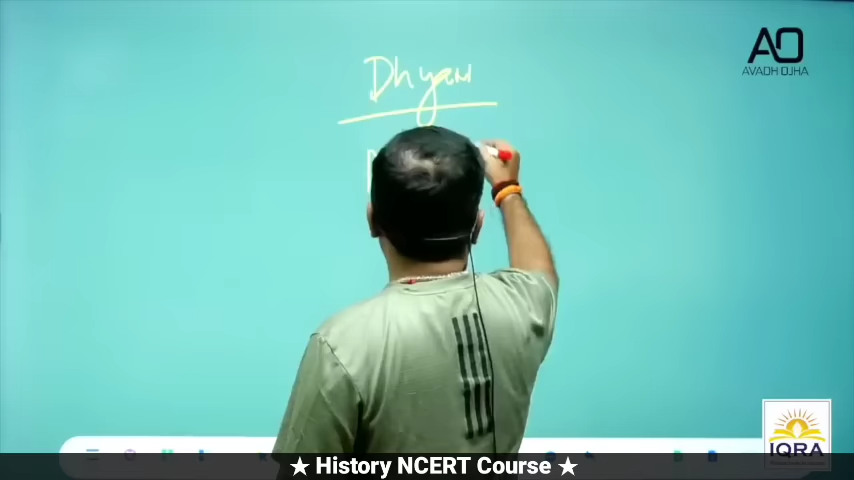 AO
AVADH OJHA
Dhyan
IQRA
★ History NCERT Course ★